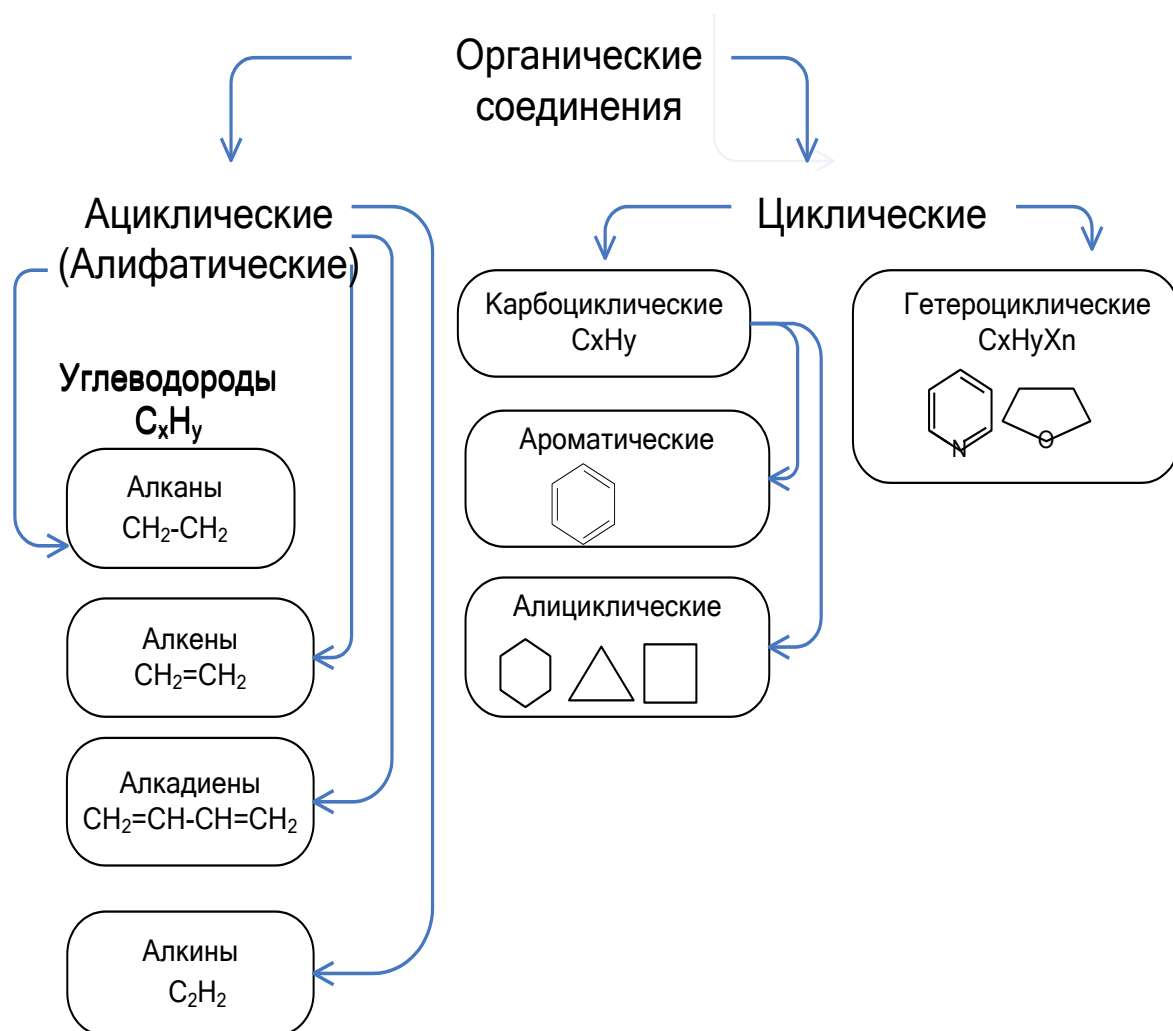 Органические
соединения
Ациклические
(Алифатические)
Циклические
Углеводороды
CₓHᵧ
Алканы
CH₂-CH₂
Алкены
CH₂=CH₂
Алкадиены
CH₂=CH-CH=CH₂
Алкины
C₂H₂
Карбоциклические
CxHy
Ароматические
Алициклические
Гетероциклические
CxHyXn
N
O